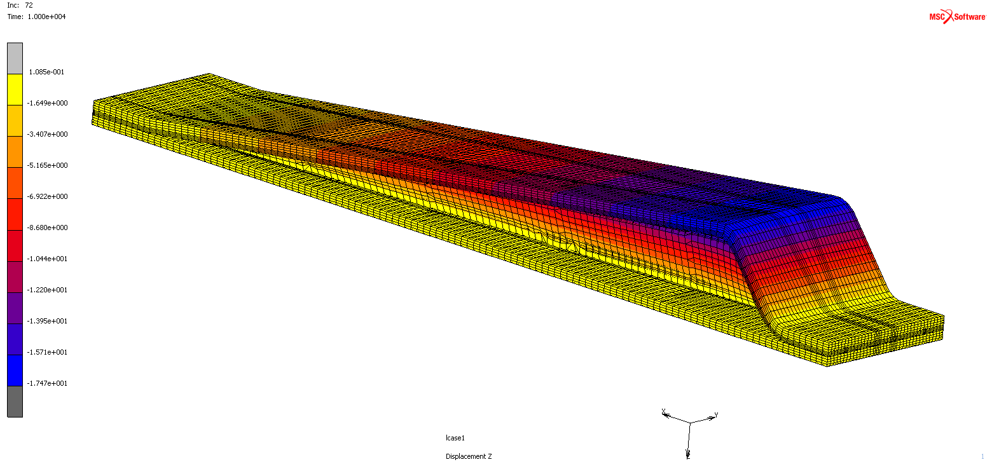 Inc: 72
Time: 1.000e+004
MSC Software
1.085e-001
-1.649e+000
-3.407e+000
-5.165e+000
-6.922e+000
-8.680e+000
-1.044e+001
-1.220e+001
-1.395e+001
-1.571e+001
-1.747e+001
X
Y
Z
lcase1
Displacement Z
1